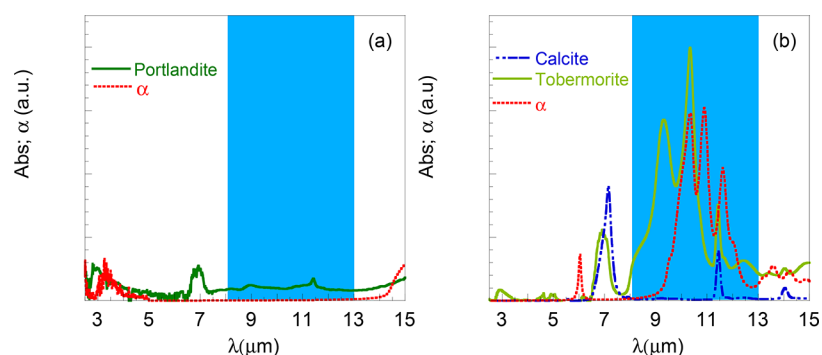 (a)
Portlandite
α
Abs; α (a.u.)
3 5 7 9 11 13 15
λ(μm)
(b)
Calcite
Tobermorite
α
Abs; α (a.u)
3 5 7 9 11 13 15
λ(μm)